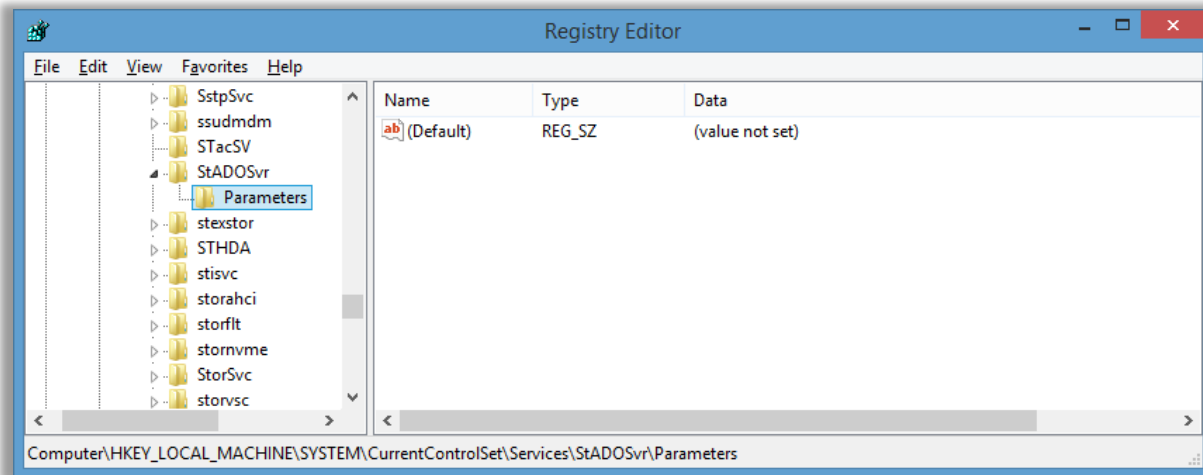 Registry Editor
File Edit View Favorites Help
SstpSvc
ssudmdm
STacSV
StADOSvr
Parameters
stexstor
STHDA
stisvc
storahci
storflt
stornvme
StorSvc
storvsc
Name Type Data
ab (Default) REG_SZ (value not set)
Computer\HKEY_LOCAL_MACHINE\SYSTEM\CurrentControlSet\Services\StADOSvr\Parameters